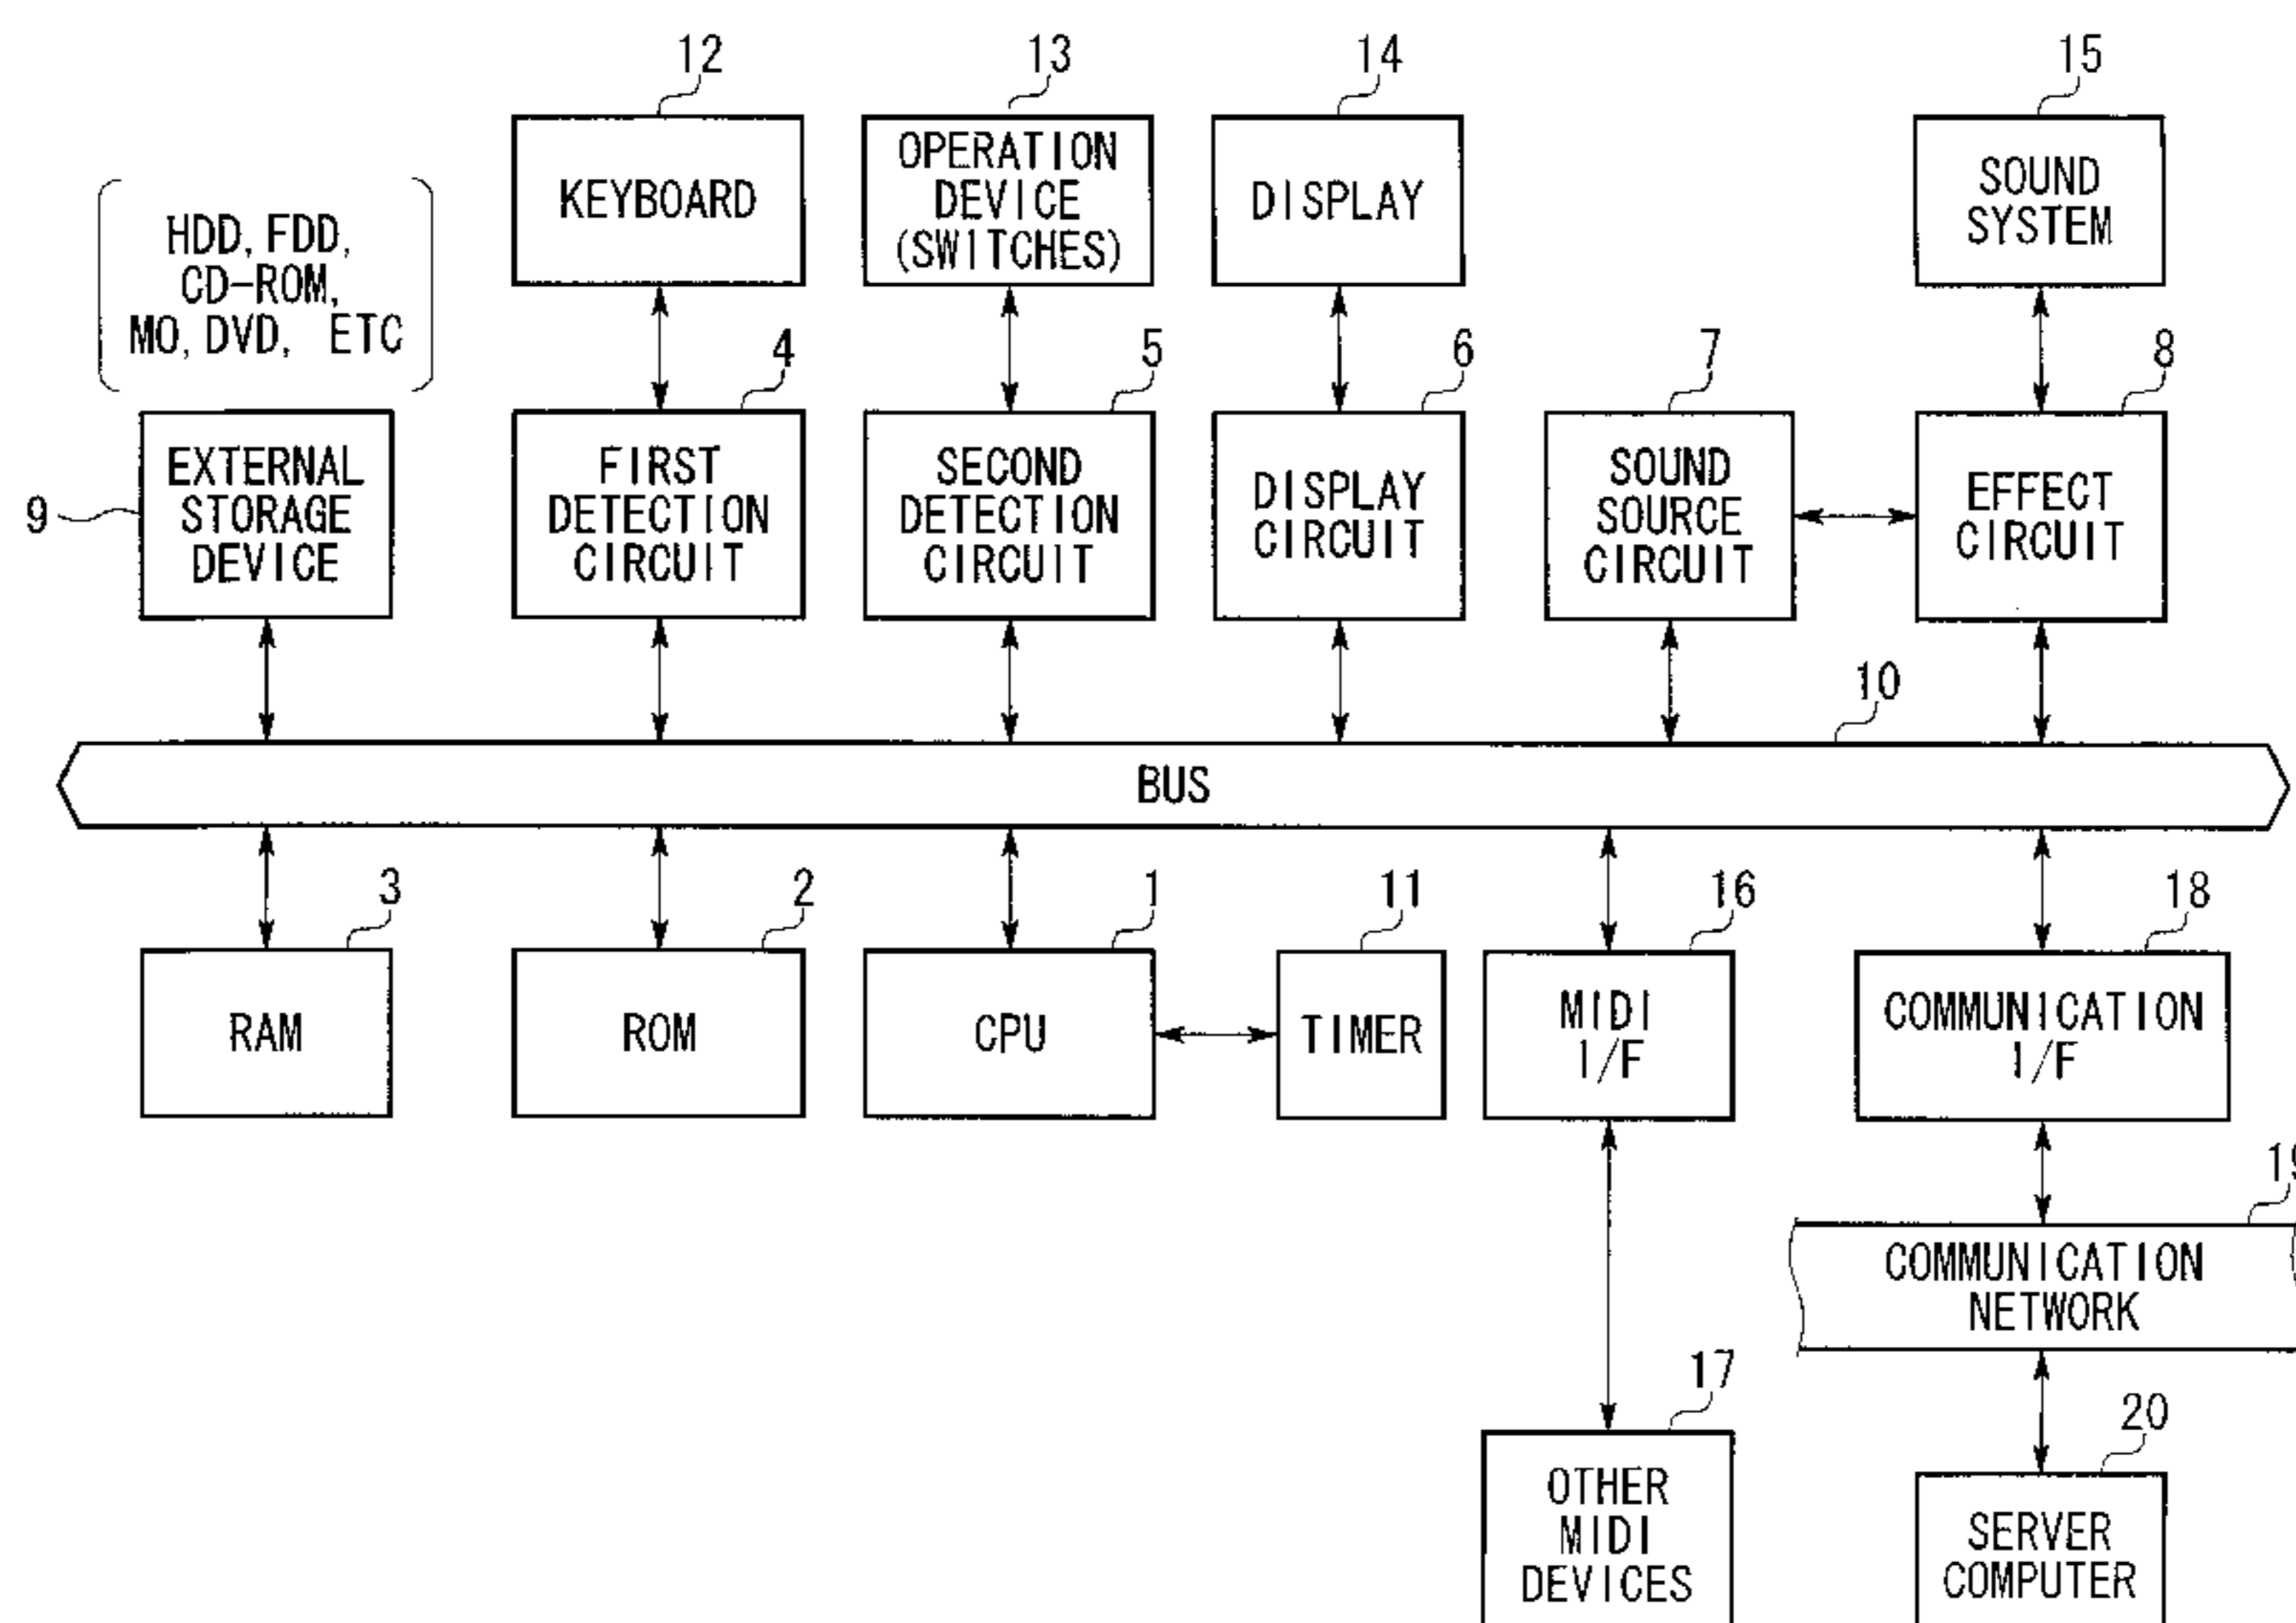 12
13
14
15
HDD, FDD,
CD-ROM,
MO, DVD, ETC
KEYBOARD
OPERATION
DEVICE
(SWITCHES)
DISPLAY
SOUND
SYSTEM
4
5
6
7
8
9
EXTERNAL
STORAGE
DEVICE
FIRST
DETECTION
CIRCUIT
SECOND
DETECTION
CIRCUIT
DISPLAY
CIRCUIT
SOUND
SOURCE
CIRCUIT
EFFECT
CIRCUIT
10
BUS
3
2
1
11
16
18
RAM
ROM
CPU
TIMER
MIDI
I/F
COMMUNICATION
I/F
19
COMMUNICATION
NETWORK
17
20
OTHER
MIDI
DEVICES
SERVER
COMPUTER